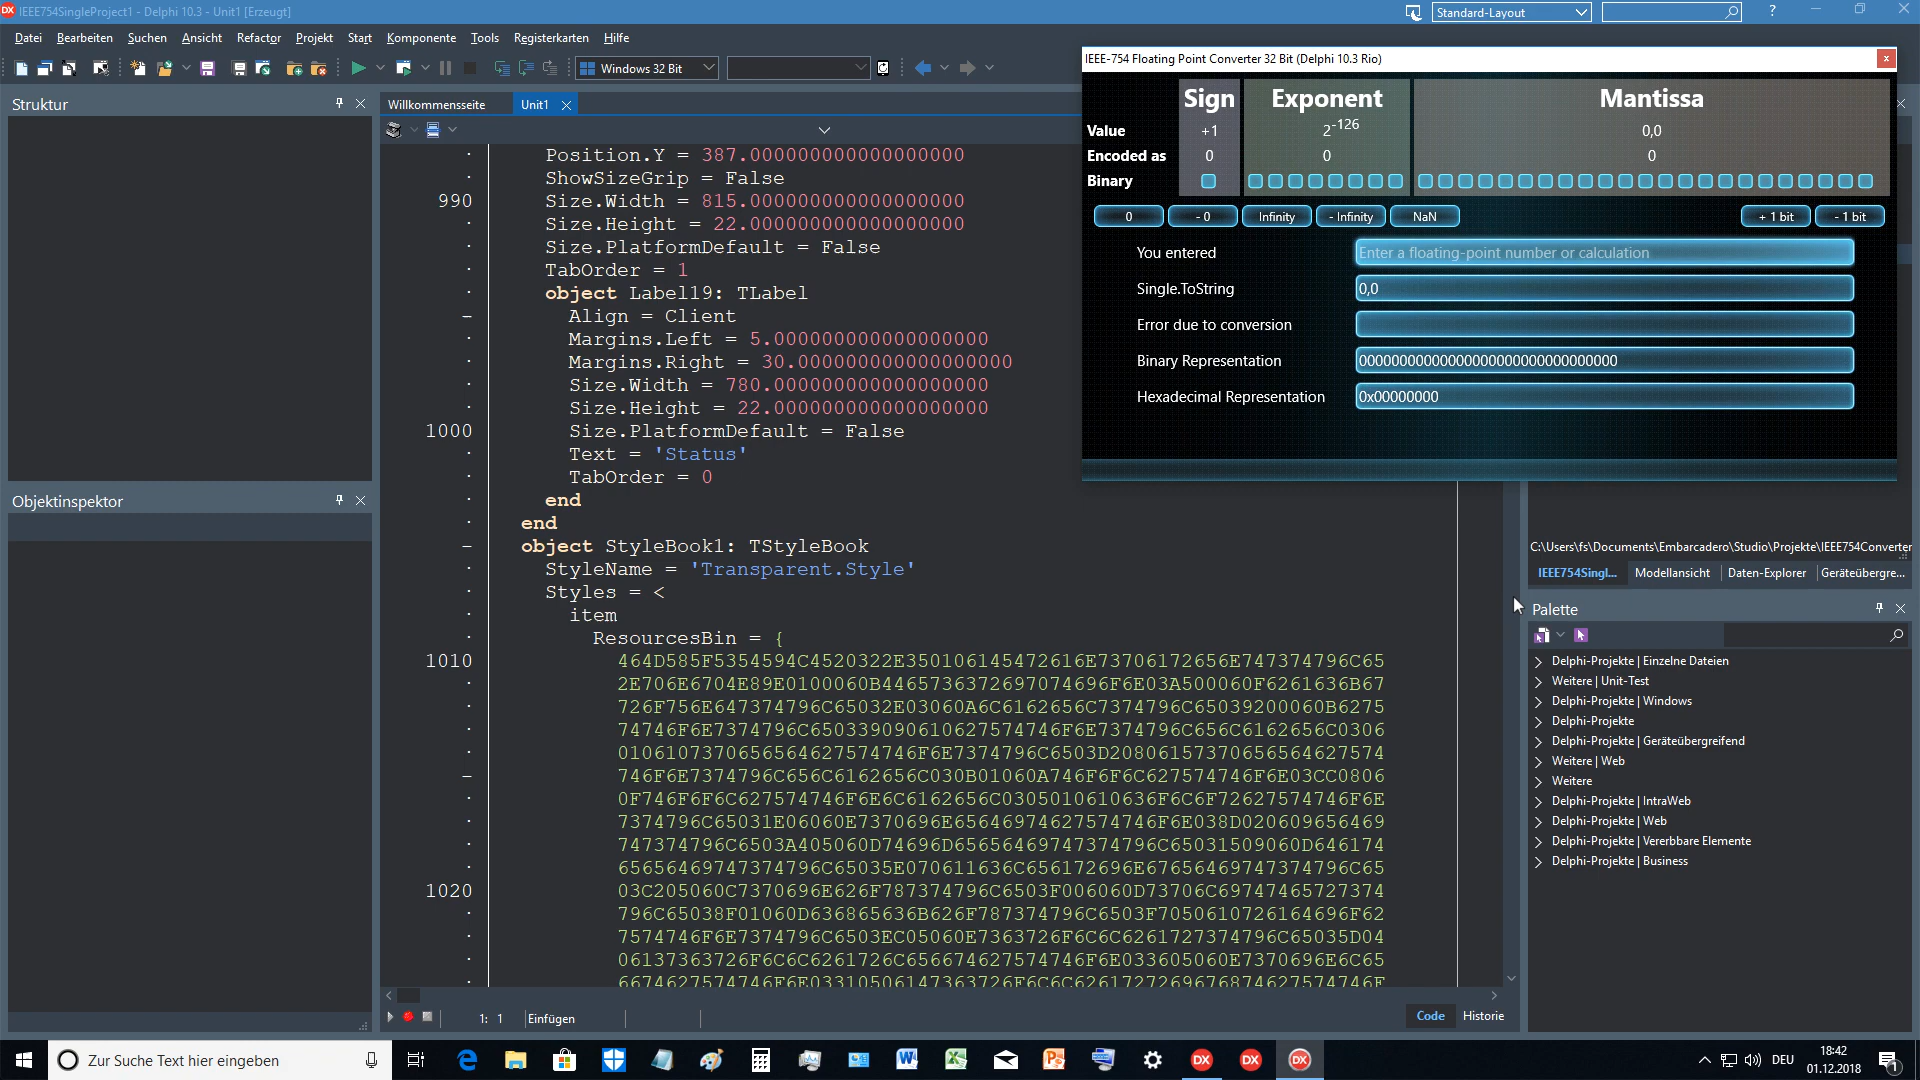 IEEE754SingleProject1 - Delphi 10.3 - Unit1 [Erzeugt]
Standard-Layout
?
Datei Bearbeiten Suchen Ansicht Refactor Projekt Start Komponente Tools Registerkarten Hilfe
Windows 32 Bit
Struktur
Objektinspektor
Willkommensseite
Unit1
Position.Y = 387.000000000000000000
ShowSizeGrip = False
990 Size.Width = 815.000000000000000000
Size.Height = 22.000000000000000000
Size.PlatformDefault = False
TabOrder = 1
object Label19: TLabel
Align = Client
Margins.Left = 5.000000000000000000
Margins.Right = 30.000000000000000000
Size.Width = 780.000000000000000000
Size.Height = 22.000000000000000000
1000 Size.PlatformDefault = False
Text = 'Status'
TabOrder = 0
end
end
object StyleBook1: TStyleBook
StyleName = 'Transparent.Style'
Styles = <
item
ResourcesBin = {
1010 464D585F5354594C4520322E350106145472616E73706172656E747374796C65
2E706E6704E89E0100060B4465736372697074696F6E03A500060F6261636B67
726F756E647374796C65032E03060A6C6162656C7374796C65039200060B6275
74746F6E7374796C6503390906106275 74746F6E7374796C656C6162656C0306
01061073706565646275 74746F6E7374796C6503D20806157370656564627574
746F6E7374796C656C6162656C030B01060A746F6F6C627574746F6E03CC0806
0F746F6F6C627574746F6E6C6162656C0305010610636F6C6F72627574746F6E
7374796C65031E06060E7370696E65646974627574746F6E038D020609656469
747374796C6503A405060D74696D65656469747374796C65031509060D646174
65656469747374796C65035E070611636C656172696E67656469747374796C65
1020 03C205060C7370696E626F787374796C6503F006060D73706C69747465727374
796C65038F01060D636865636B626F787374796C6503F7050610726164696F62
7574746F6E7374796C6503EC05060E7363726F6C6C6261727374796C65035D04
06137363726F6C6C6261726C656674627574746F6E033605060E7370696E6C65
6674627574746F6E03310506147363726F6C6C6261727269676874627574746F
1: 1 Einfügen
Code Historie
IEEE-754 Floating Point Converter 32 Bit (Delphi 10.3 Rio)
Sign Exponent Mantissa
Value +1 2-126 0,0
Encoded as 0 0 0
Binary
0 - 0 Infinity - Infinity NaN + 1 bit - 1 bit
You entered Enter a floating-point number or calculation
Single.ToString 0,0
Error due to conversion
Binary Representation 00000000000000000000000000000000
Hexadecimal Representation 0x00000000
C:\Users\fs\Documents\Embarcadero\Studio\Projekte\IEEE754Converter
IEEE754Singl... Modellansicht Daten-Explorer Geräteübergre...
Palette
Delphi-Projekte | Einzelne Dateien
Weitere | Unit-Test
Delphi-Projekte | Windows
Delphi-Projekte
Delphi-Projekte | Geräteübergreifend
Weitere | Web
Weitere
Delphi-Projekte | IntraWeb
Delphi-Projekte | Web
Delphi-Projekte | Vererbbare Elemente
Delphi-Projekte | Business
Zur Suche Text hier eingeben
DEU
18:42
01.12.2018
1